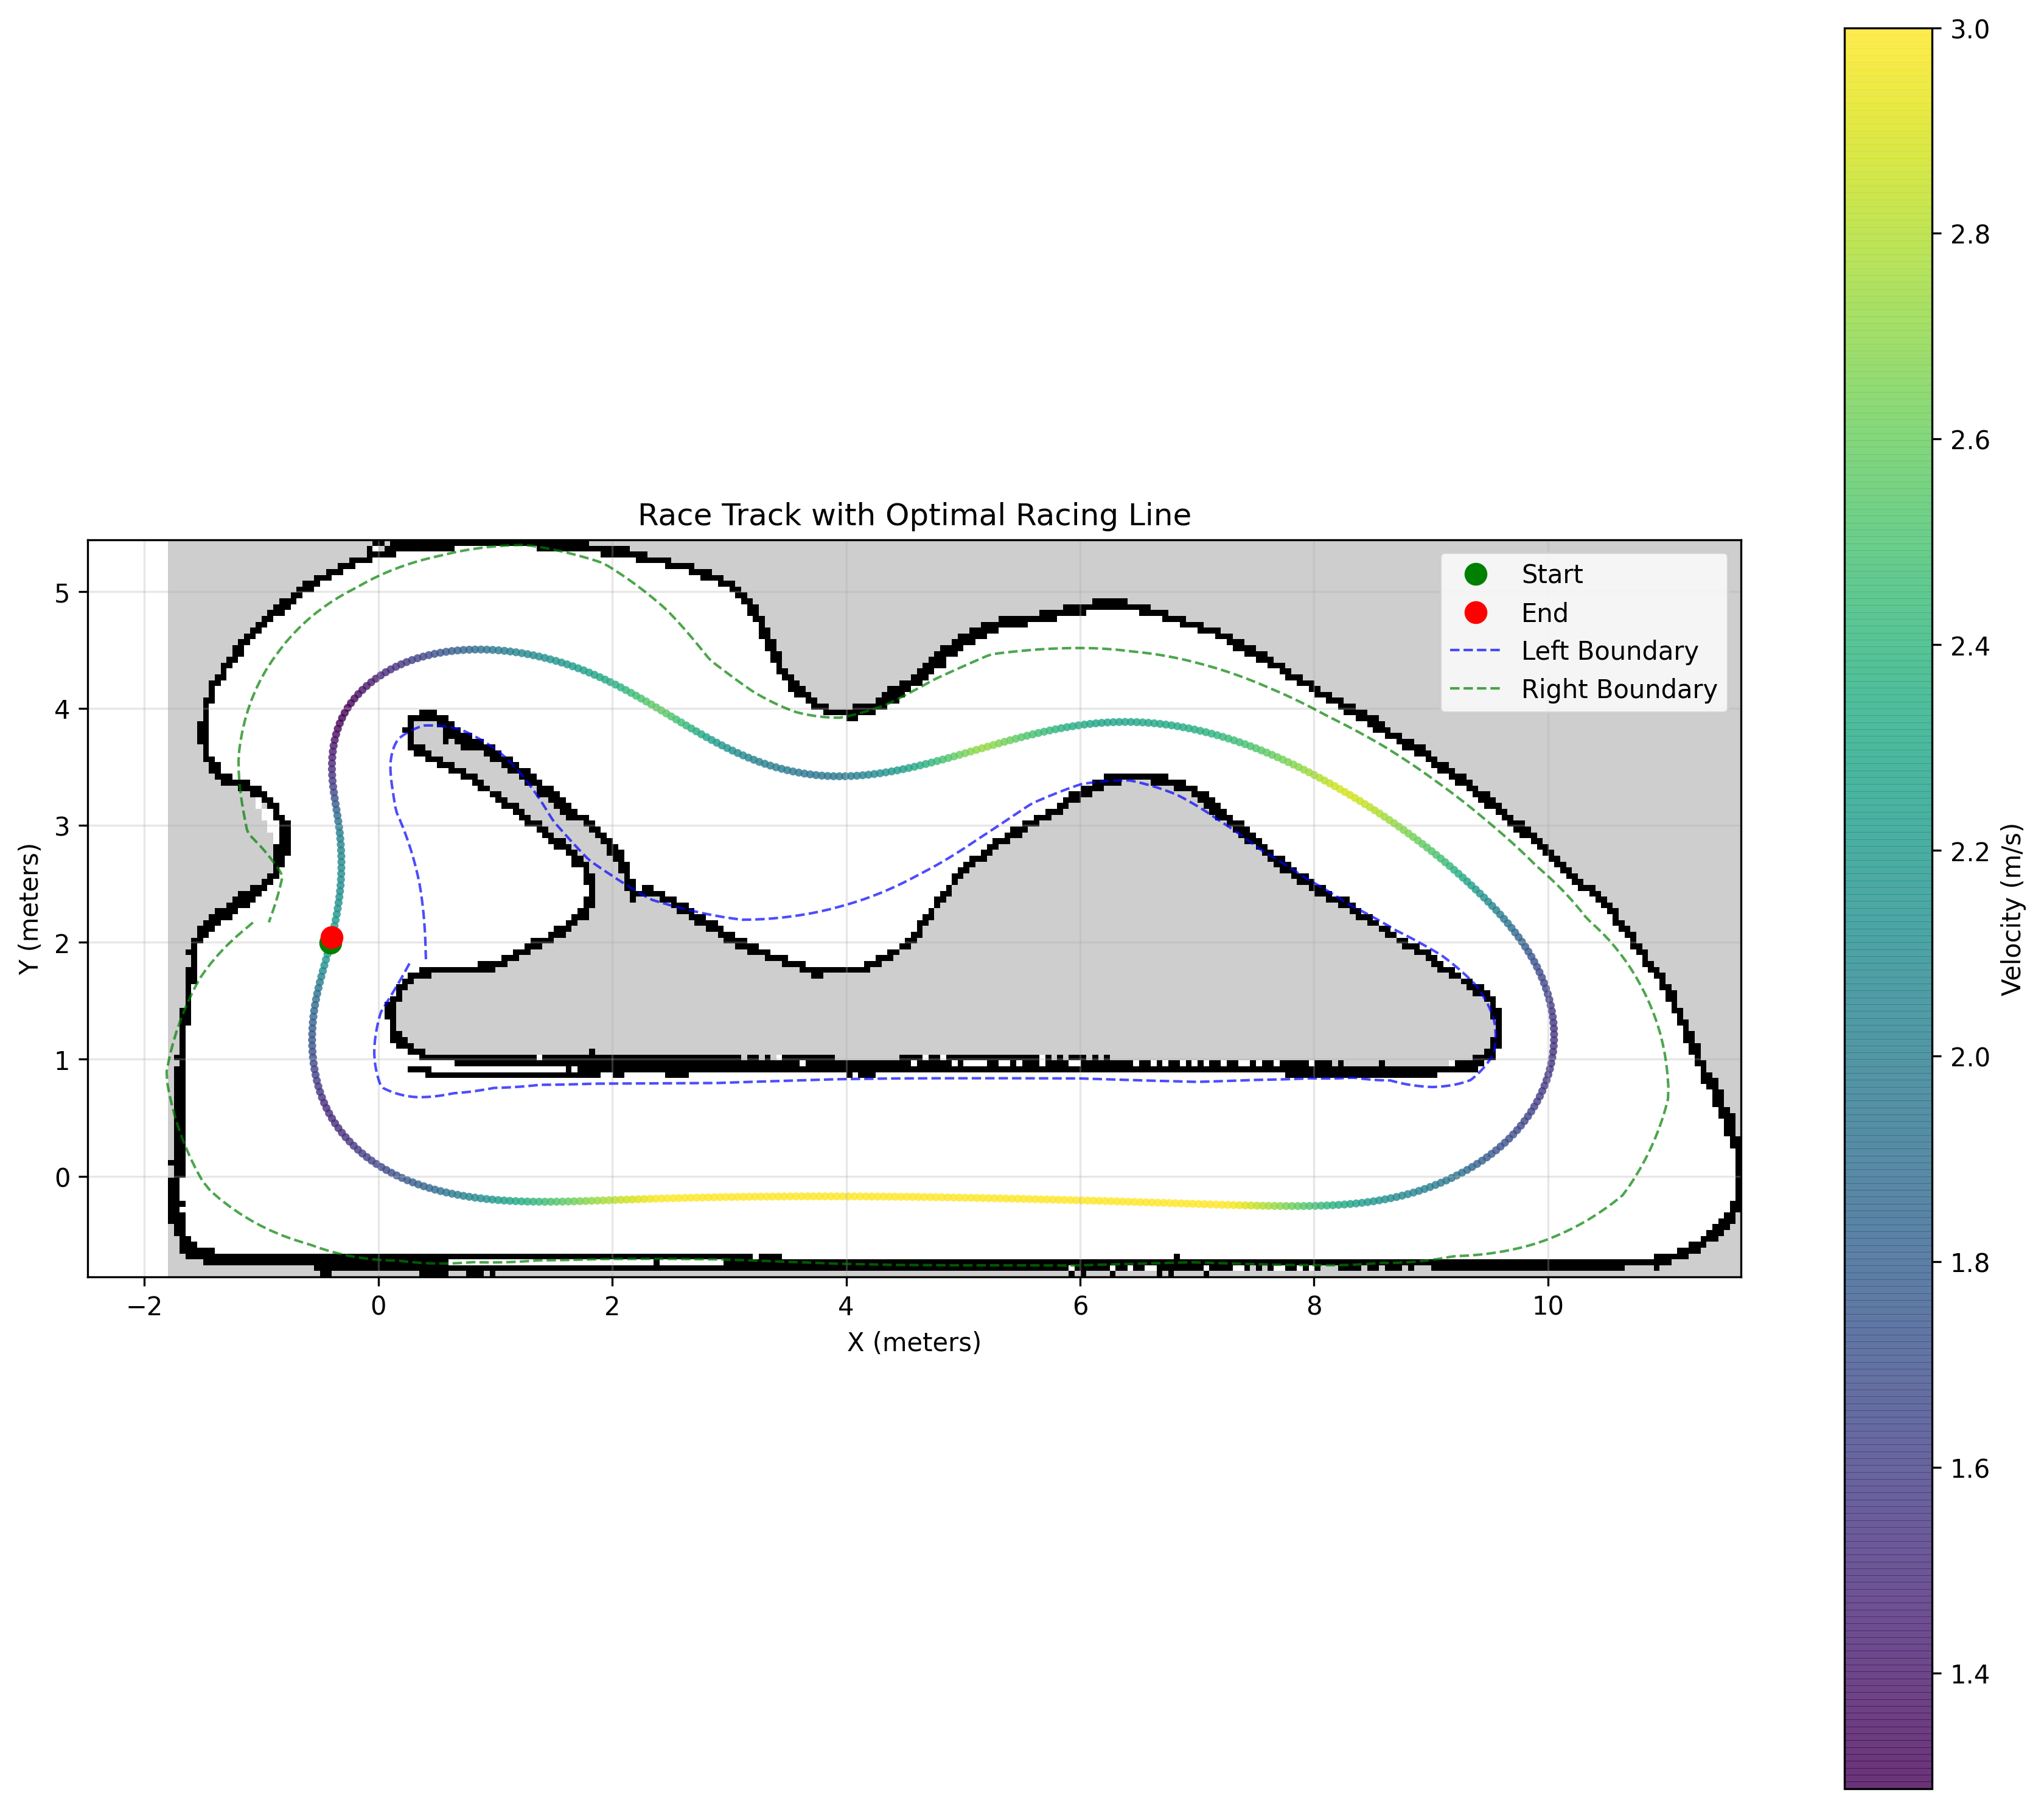 Race Track with Optimal Racing Line
Start
End
Left Boundary
Right Boundary
5
4
3
2
1
0
Y (meters)
−2
0
2
4
6
8
10
X (meters)
3.0
2.8
2.6
2.4
2.2
2.0
1.8
1.6
1.4
Velocity (m/s)